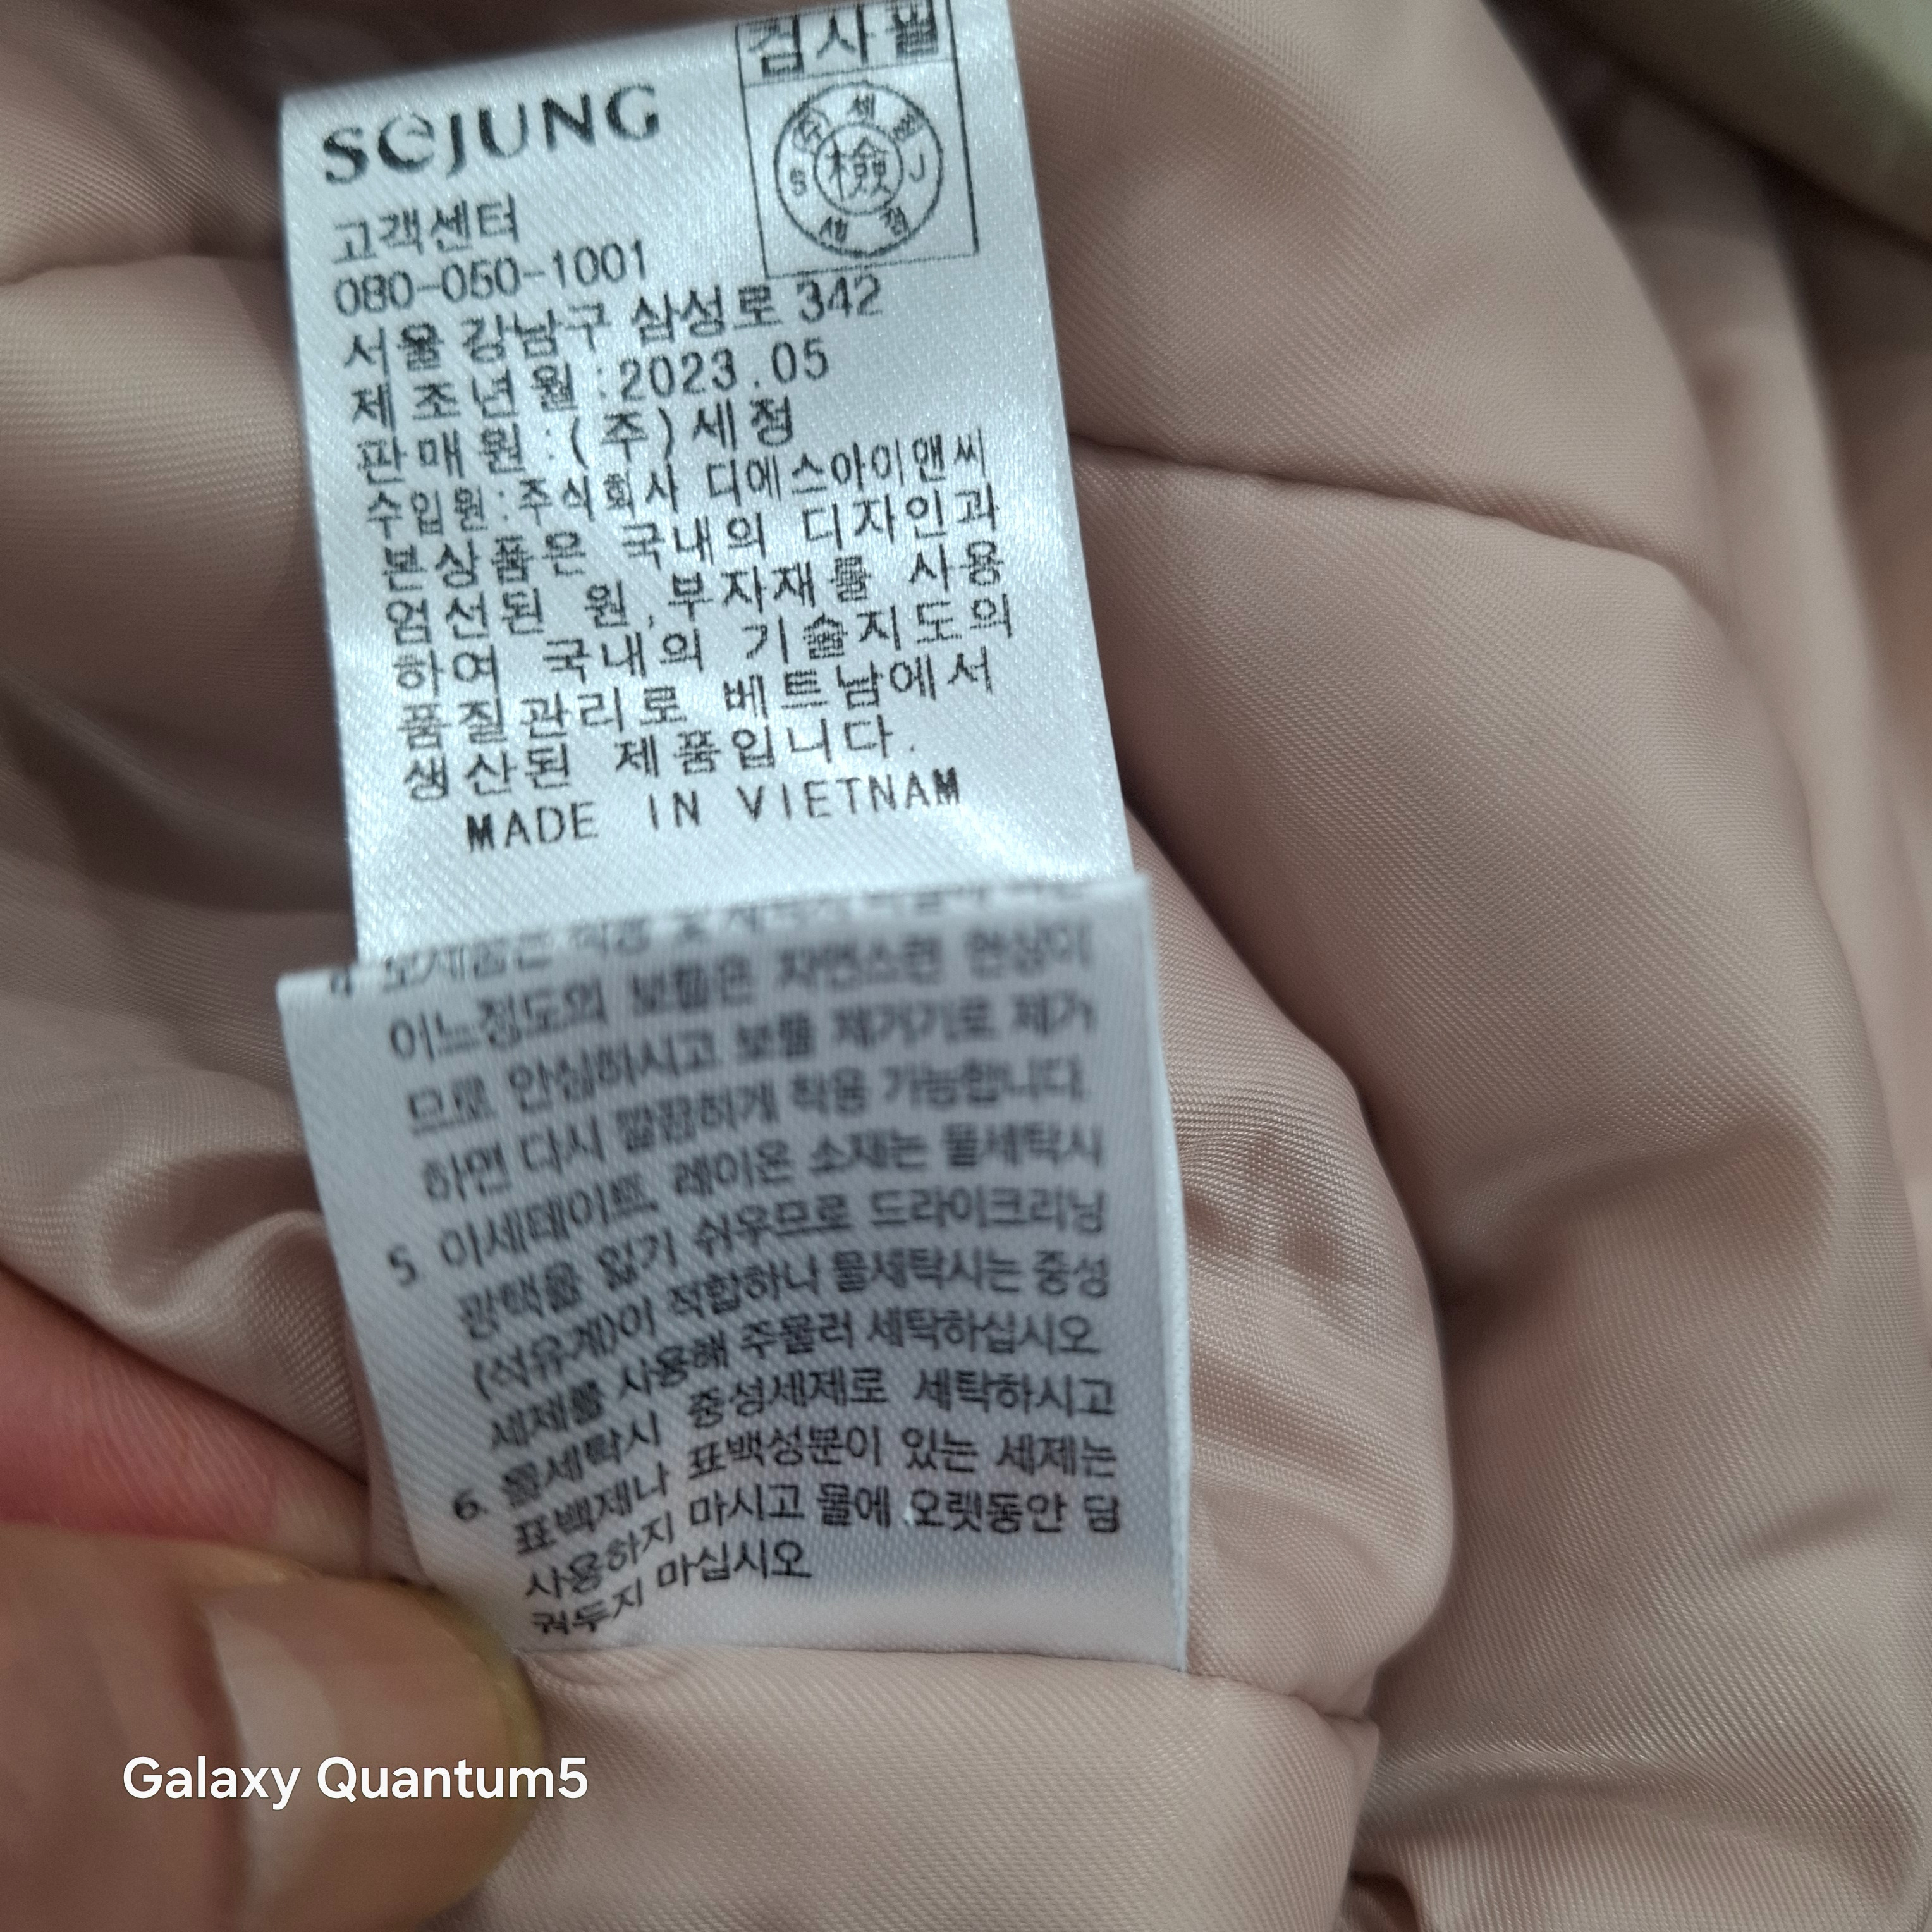 검사필
SEJUNG
주 세 필
S 檢 J
세 정
고객센터
080-050-1001
서울 강남구 삼성로 342
제조년월:2023.05
판매원:(주)세정
수입원:주식회사 디에스아이앤씨
본상품은 국내의 디자인과
엄선된 원,부자재를 사용
하여 국내의 기술지도의
품질관리로 베트남에서
생산된 제품입니다.
MADE IN VIETNAM
4
어느정도의 보풀은 자연스런 현상이
므로 안심하시고 보풀 제거기로 제거
하면 다시 깔끔하게 착용 가능합니다.
5 아세테이트, 레이온 소재는 물세탁시
광택을 잃기 쉬우므로 드라이크리닝
(석유계)이 적합하니 물세탁시는 중성
세제를 사용해 주물러 세탁하십시오
6. 물세탁시 중성세제로 세탁하시고
표백제나 표백성분이 있는 세제는
사용하지 마시고 물에 오랫동안 담
궈두지 마십시오
Galaxy Quantum5